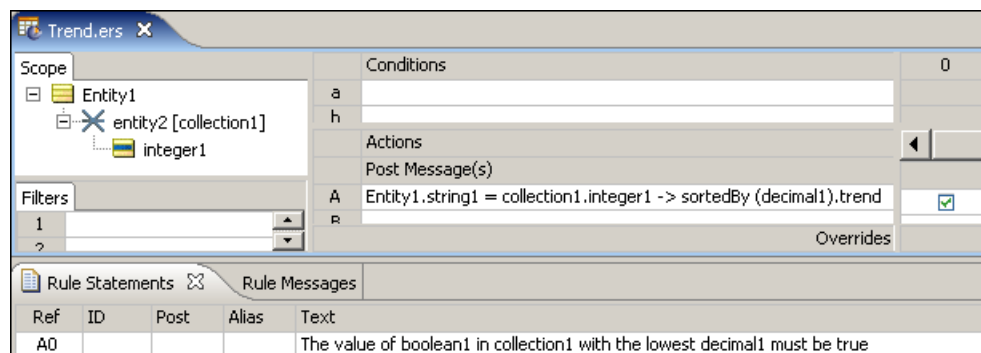 Trend.ers
Scope
Conditions
0
Entity1
a
entity2 [collection1]
b
integer1
Actions
Post Message(s)
Filters
A Entity1.string1 = collection1.integer1 -> sortedBy (decimal1).trend
1
B
2
Overrides
Rule Statements Rule Messages
Ref ID Post Alias Text
A0 The value of boolean1 in collection1 with the lowest decimal1 must be true